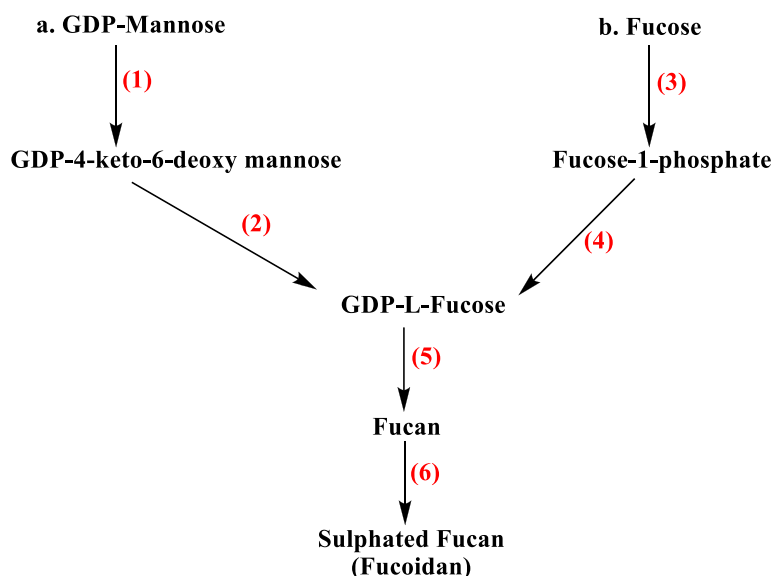 a. GDP-Mannose
b. Fucose
(1)
(3)
GDP-4-keto-6-deoxy mannose
Fucose-1-phosphate
(2)
(4)
GDP-L-Fucose
(5)
Fucan
(6)
Sulphated Fucan
(Fucoidan)